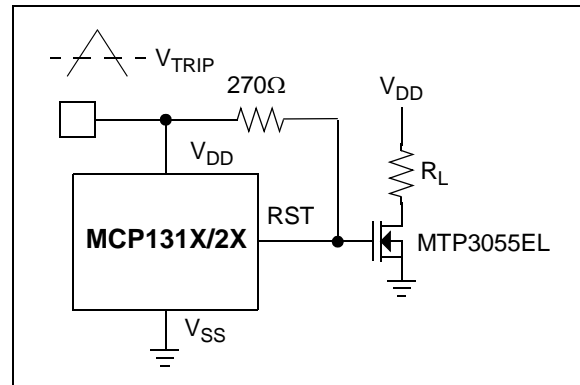 V_TRIP
270Ω
V_DD
V_DD
R_L
RST
MCP131X/2X
MTP3055EL
V_SS